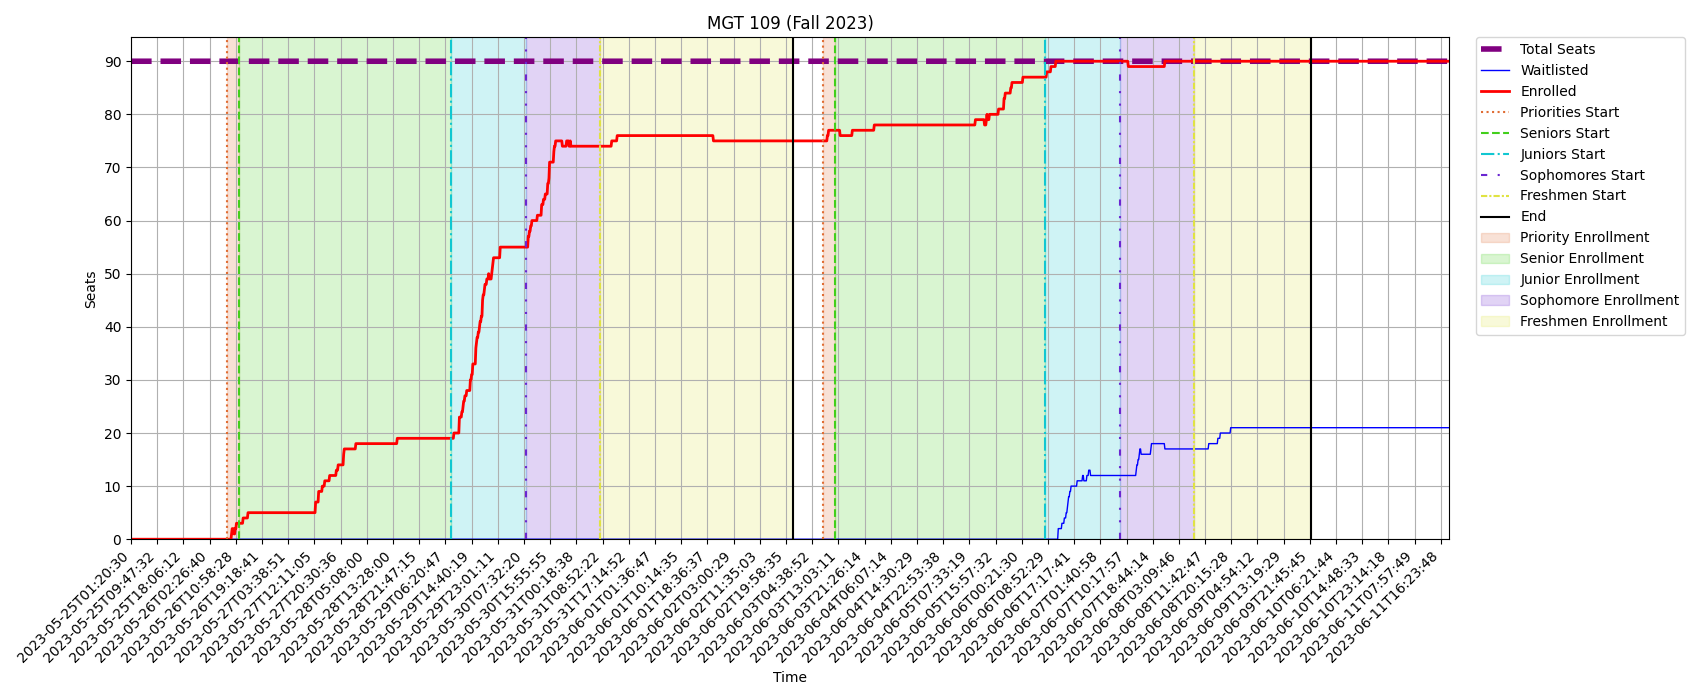 MGT 109 (Fall 2023)
Seats
90
80
70
60
50
40
30
20
10
0
2023-05-25T01:20:30
2023-05-25T09:47:32
2023-05-25T18:06:12
2023-05-26T02:26:40
2023-05-26T10:58:28
2023-05-26T19:18:41
2023-05-27T03:38:51
2023-05-27T12:11:05
2023-05-27T20:30:36
2023-05-28T05:08:00
2023-05-28T13:28:00
2023-05-28T21:47:15
2023-05-29T06:20:47
2023-05-29T14:40:19
2023-05-29T23:01:11
2023-05-30T07:32:20
2023-05-30T15:55:55
2023-05-31T00:18:38
2023-05-31T08:52:22
2023-05-31T17:14:52
2023-06-01T01:36:47
2023-06-01T10:14:35
2023-06-01T18:36:37
2023-06-02T03:00:29
2023-06-02T11:35:03
2023-06-02T19:58:35
2023-06-03T04:38:52
2023-06-03T13:03:11
2023-06-03T21:26:14
2023-06-04T06:07:14
2023-06-04T14:30:29
2023-06-04T22:53:38
2023-06-05T07:33:19
2023-06-05T15:57:32
2023-06-06T00:21:30
2023-06-06T08:52:29
2023-06-06T17:17:41
2023-06-07T01:40:58
2023-06-07T10:17:57
2023-06-07T18:44:14
2023-06-08T03:09:46
2023-06-08T11:42:47
2023-06-08T20:15:28
2023-06-09T04:54:12
2023-06-09T13:19:29
2023-06-09T21:45:45
2023-06-10T06:21:44
2023-06-10T14:48:33
2023-06-10T23:14:18
2023-06-11T07:57:49
2023-06-11T16:23:48
Time
Total Seats
Waitlisted
Enrolled
Priorities Start
Seniors Start
Juniors Start
Sophomores Start
Freshmen Start
End
Priority Enrollment
Senior Enrollment
Junior Enrollment
Sophomore Enrollment
Freshmen Enrollment